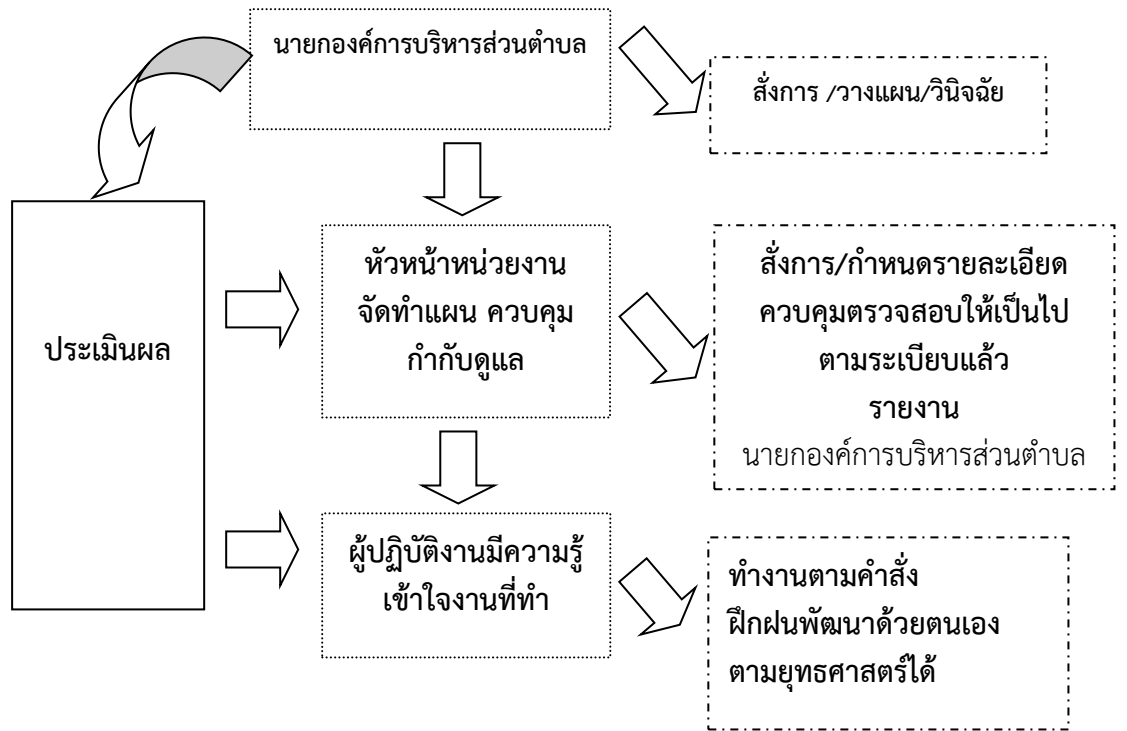 นายกองค์การบริหารส่วนตำบล
สั่งการ /วางแผน/วินิจฉัย
ประเมินผล
หัวหน้าหน่วยงาน
จัดทำแผน ควบคุม
กำกับดูแล
สั่งการ/กำหนดรายละเอียด
ควบคุมตรวจสอบให้เป็นไป
ตามระเบียบแล้ว
รายงาน
นายกองค์การบริหารส่วนตำบล
ผู้ปฏิบัติงานมีความรู้
เข้าใจงานที่ทำ
ทำงานตามคำสั่ง
ฝึกฝนพัฒนาด้วยตนเอง
ตามยุทธศาสตร์ได้